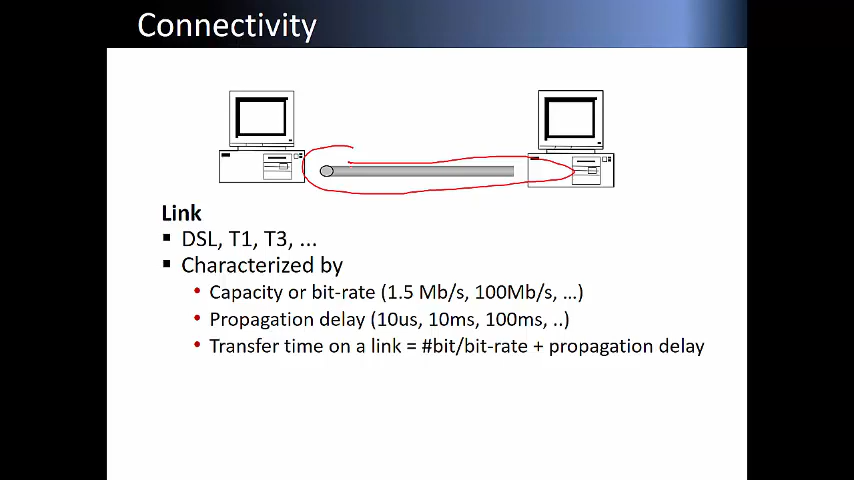 Connectivity
Link
▪ DSL, T1, T3, ...
▪ Characterized by
• Capacity or bit-rate (1.5 Mb/s, 100Mb/s, …)
• Propagation delay (10us, 10ms, 100ms, ..)
• Transfer time on a link = #bit/bit-rate + propagation delay